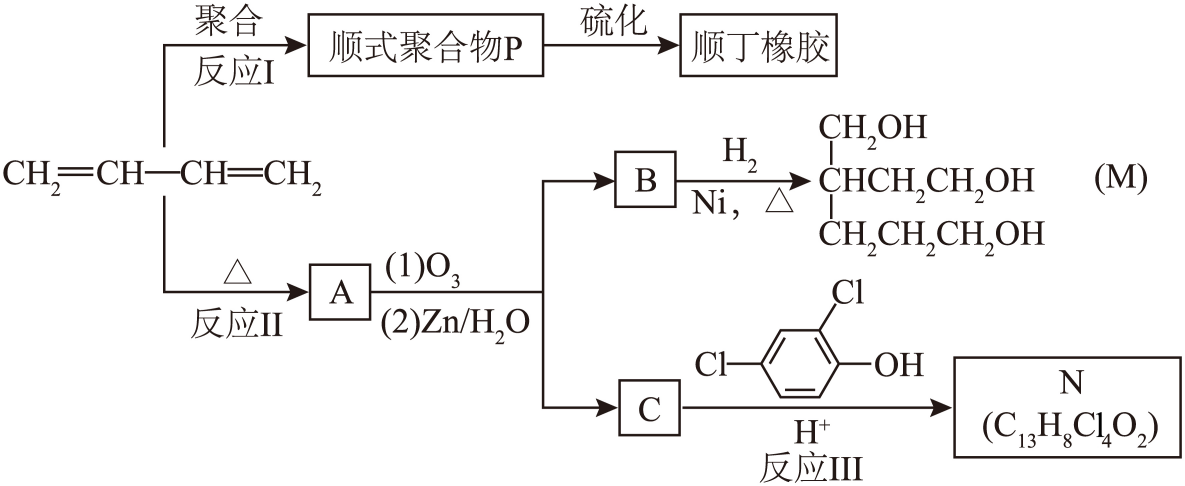 聚合
反应I
顺式聚合物P
硫化
顺丁橡胶
CH₂=CH—CH=CH₂
△
反应II
A
(1)O₃
(2)Zn/H₂O
B
H₂
Ni，△
CH₂OH
CHCH₂CH₂OH
CH₂CH₂CH₂OH
(M)
C
Cl
Cl
OH
H⁺
反应III
N
(C₁₃H₈Cl₄O₂)